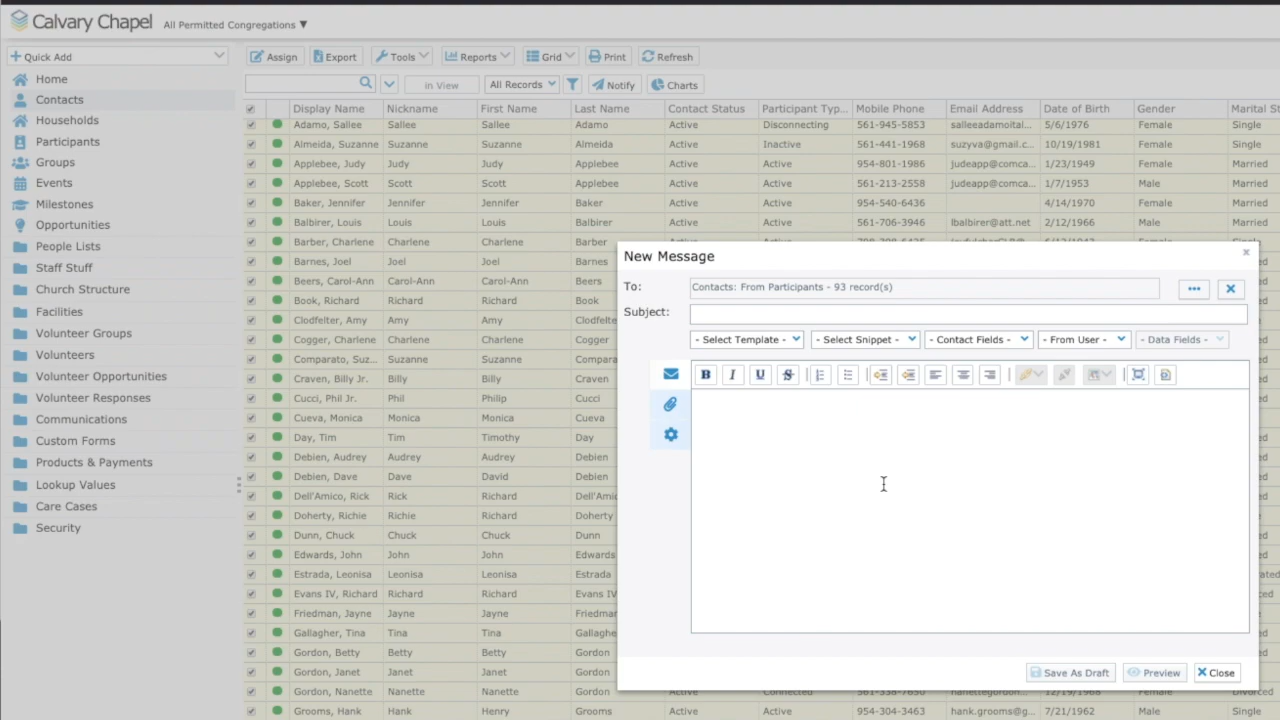 Calvary Chapel All Permitted Congregations ▼
Quick Add
Home
Contacts
Households
Participants
Groups
Events
Milestones
Opportunities
People Lists
Staff Stuff
Church Structure
Facilities
Volunteer Groups
Volunteers
Volunteer Opportunities
Volunteer Responses
Communications
Custom Forms
Products & Payments
Lookup Values
Care Cases
Security
Assign Export Tools Reports Grid Print Refresh
in View All Records Notify Charts
Display Name Nickname First Name Last Name Contact Status Participant Typ... Mobile Phone Email Address Date of Birth Gender Marital S
Adamo, Sallee Sallee Sallee Adamo Active Disconnecting 561-945-5853 salleeadamoital... 5/6/1976 Female Single
Almeida, Suzanne Suzanne Suzanne Almeida Active Inactive 561-441-1968 suzyva@gmail.c... 10/19/1981 Female Single
Applebee, Judy Judy Judy Applebee Active Active 954-801-1986 judeapp@comca... 1/23/1949 Female Married
Applebee, Scott Scott Scott Applebee Active Active 561-213-2558 judeapp@comca... 1/7/1953 Male Married
Baker, Jennifer Jennifer Jennifer Baker Active Active 954-540-6436 4/14/1970 Female Married
Balbirer, Louis Louis Louis Balbirer Active Active 561-706-3946 lbalbirer@att.net 2/12/1966 Male Married
Barber, Charlene Charlene Charlene Barber Active Active
Barnes, Joel Joel Joel Barnes
Beers, Carol-Ann Carol-Ann Carol-Ann Beers
Book, Richard Richard Richard Book
Clodfelter, Amy Amy Amy Clodfelte
Cogger, Charlene Charlene Charlene Cogger
Comparato, Suz... Suzanne Suzanne Compara
Craven, Billy Jr. Billy Billy Craven
Cucci, Phil Jr. Phil Philip Cucci
Cueva, Monica Monica Monica Cueva
Day, Tim Tim Timothy Day
Debien, Audrey Audrey Audrey Debien
Debien, Dave Dave David Debien
Dell'Amico, Rick Rick Richard Dell'Amic
Doherty, Richie Richie Richard Doherty
Dunn, Chuck Chuck Chuck Dunn
Edwards, John John John Edwards
Estrada, Leonisa Leonisa Leonisa Estrada
Evans IV, Richard Richard Richard Evans IV
Friedman, Jayne Jayne Jayne Friedma
Gallagher, Tina Tina Tina Gallaghe
Gordon, Betty Betty Betty Gordon
Gordon, Janet Janet Janet Gordon
Gordon, Nanette Nanette Nanette Gordon Active Connected 12/19/1968 Female Divorced
Grooms, Hank Hank Henry Grooms Active Active 954-304-3463 hank.grooms@g... 7/21/1962 Male Single
New Message
To: Contacts: From Participants - 93 record(s)
Subject:
- Select Template - - Select Snippet - - Contact Fields - - From User - - Data Fields -
B I U S
Save As Draft Preview Close